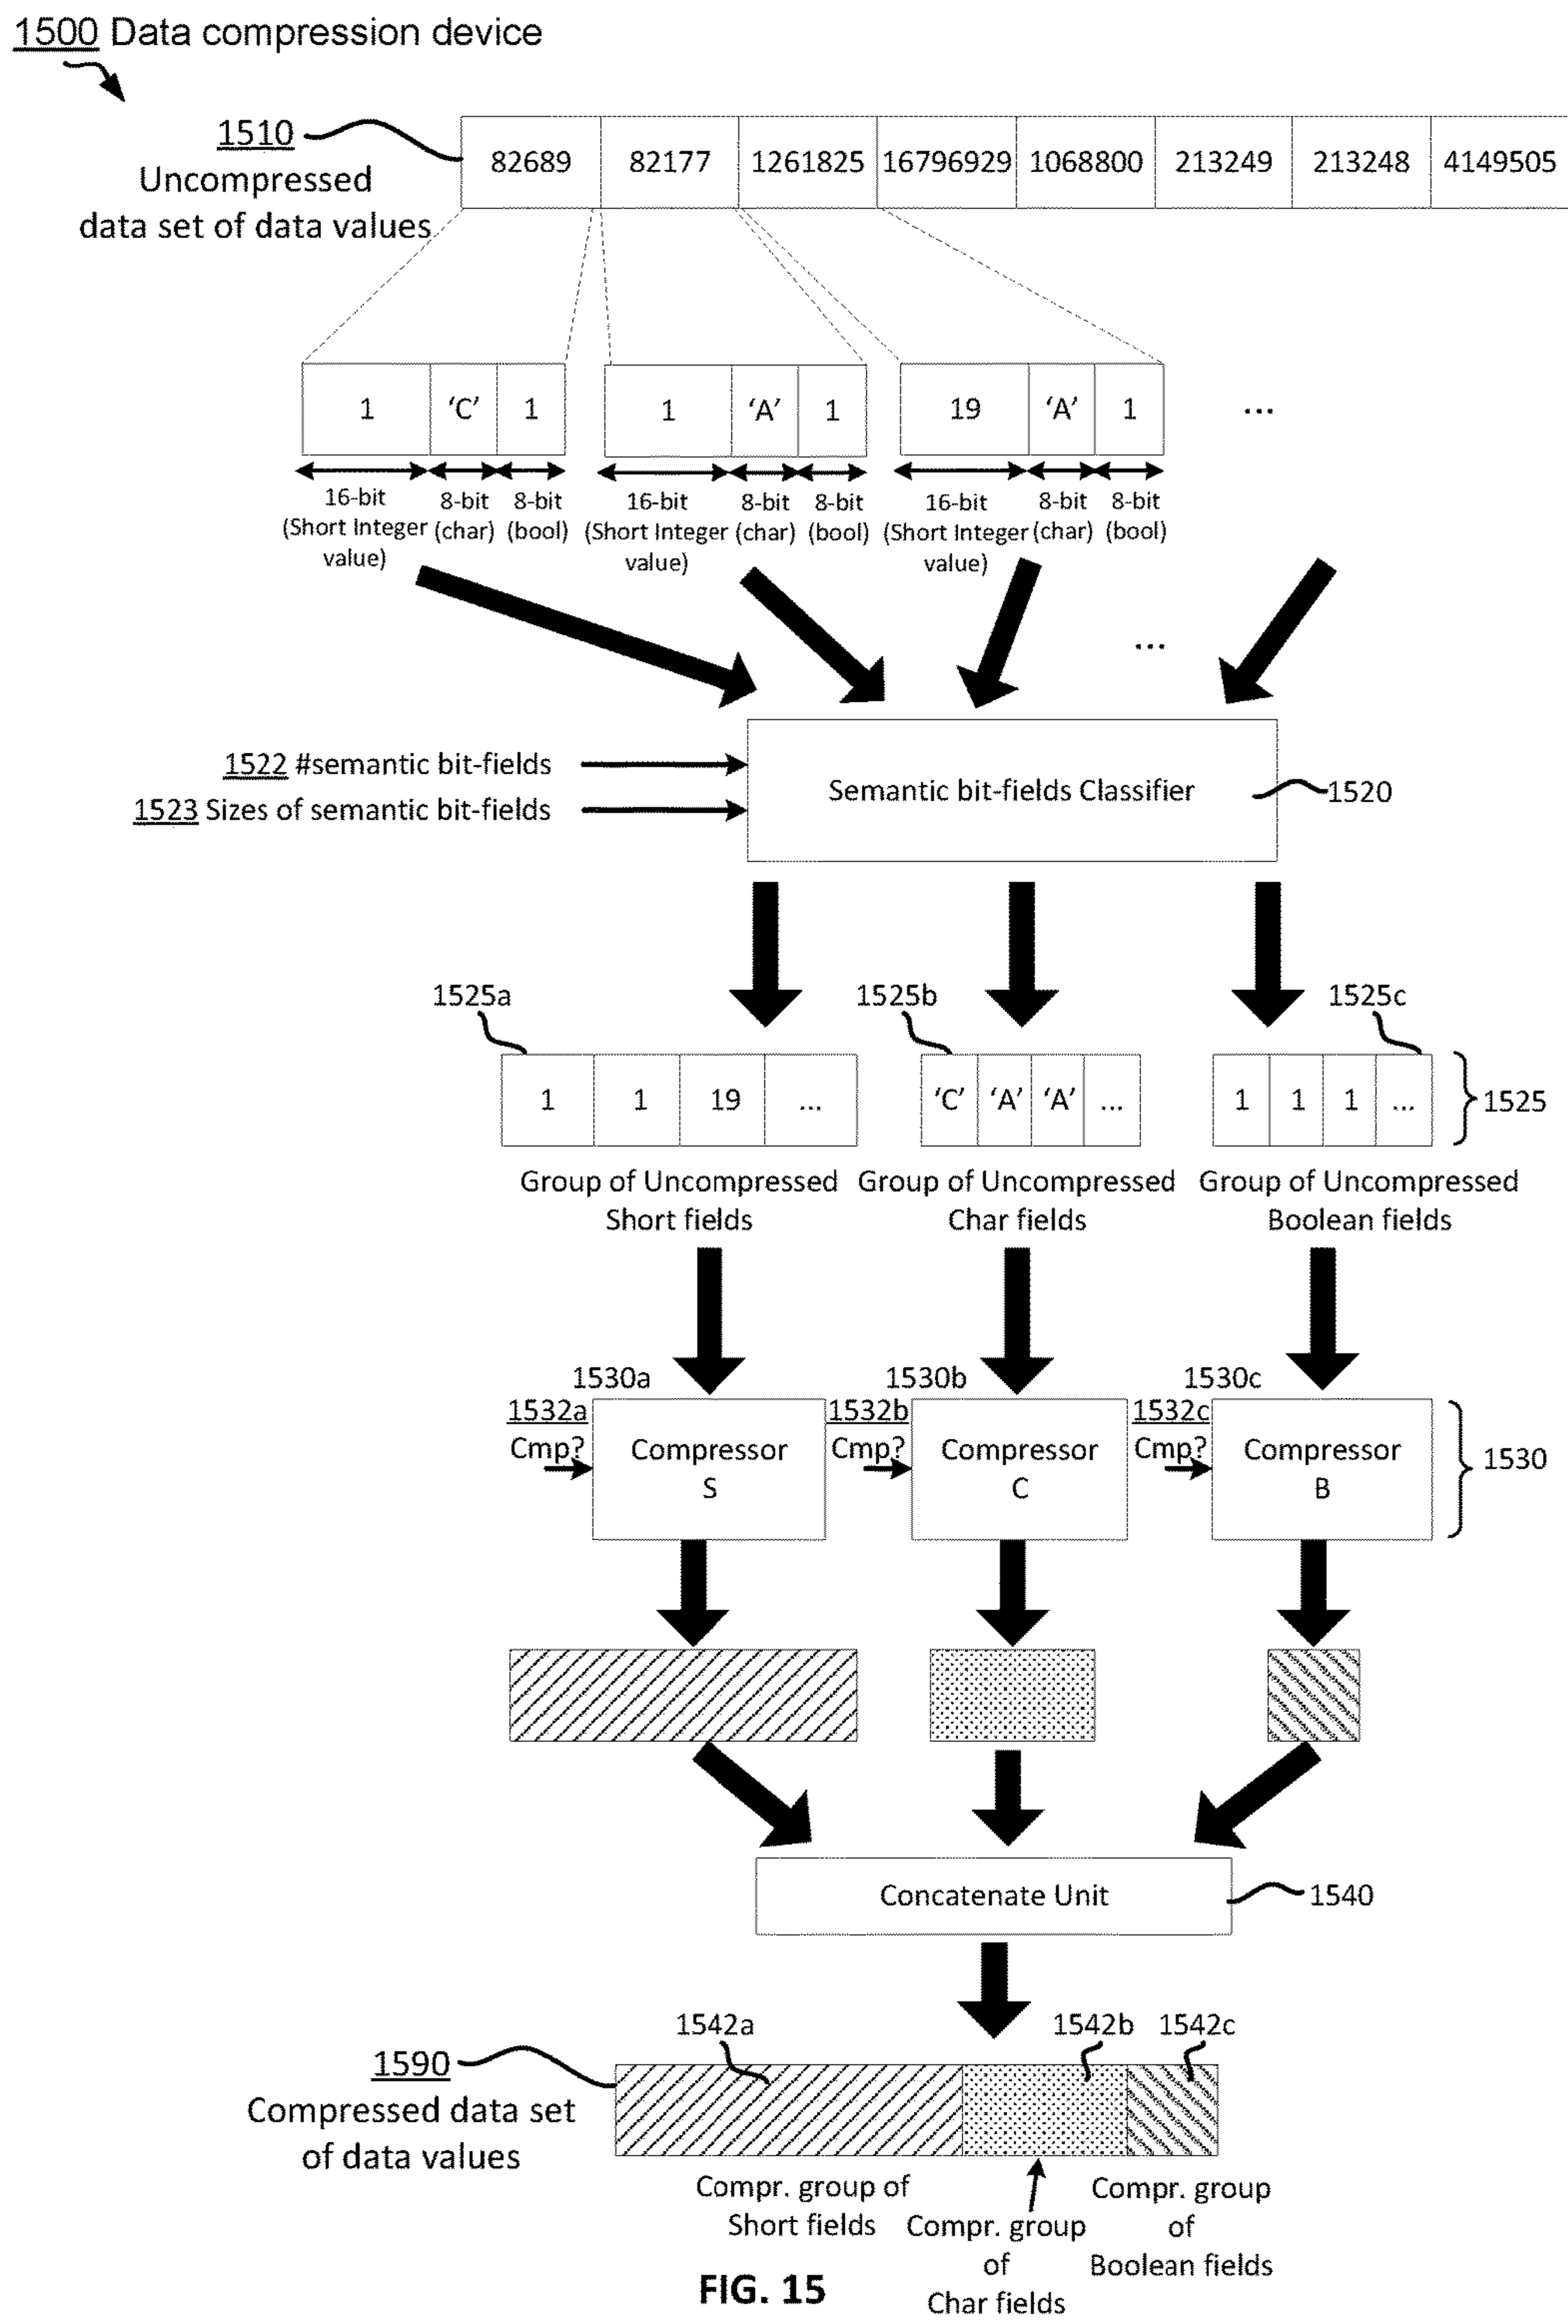 1500 Data compression device
1510
Uncompressed
data set of data values
82689 82177 1261825 16796929 1068800 213249 213248 4149505
1 'C' 1 1 'A' 1 19 'A' 1 ...
16-bit 8-bit 8-bit 16-bit 8-bit 8-bit 16-bit 8-bit 8-bit
(Short Integer (char) (bool) (Short Integer (char) (bool) (Short Integer (char) (bool)
value) value) value)
...
1522 #semantic bit-fields
1523 Sizes of semantic bit-fields
Semantic bit-fields Classifier
1520
1525a 1525b 1525c
1 1 19 ... 'C' 'A' 'A' ... 1 1 1 ... 1525
Group of Uncompressed Group of Uncompressed Group of Uncompressed
Short fields Char fields Boolean fields
1530a 1530b 1530c
1532a 1532b 1532c
Cmp? Compressor Cmp? Compressor Cmp? Compressor 1530
S C B
Concatenate Unit 1540
1542a 1542b 1542c
1590
Compressed data set
of data values
Compr. group of
Short fields
Compr. group
of
Char fields
Compr. group
of
Boolean fields
FIG. 15